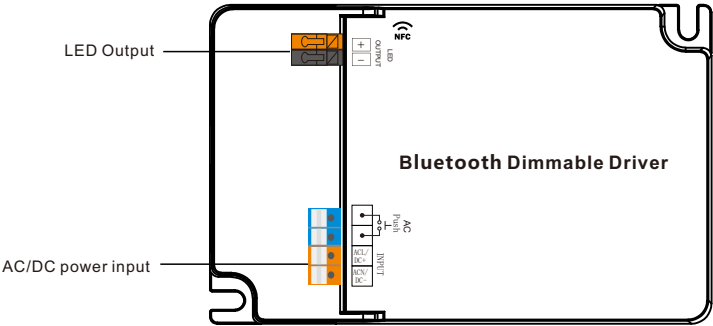 NFC
LED Output
+
−
LED
OUTPUT
Bluetooth Dimmable Driver
AC
Push
ACL/
DC+
ACN/
DC−
INPUT
AC/DC power input